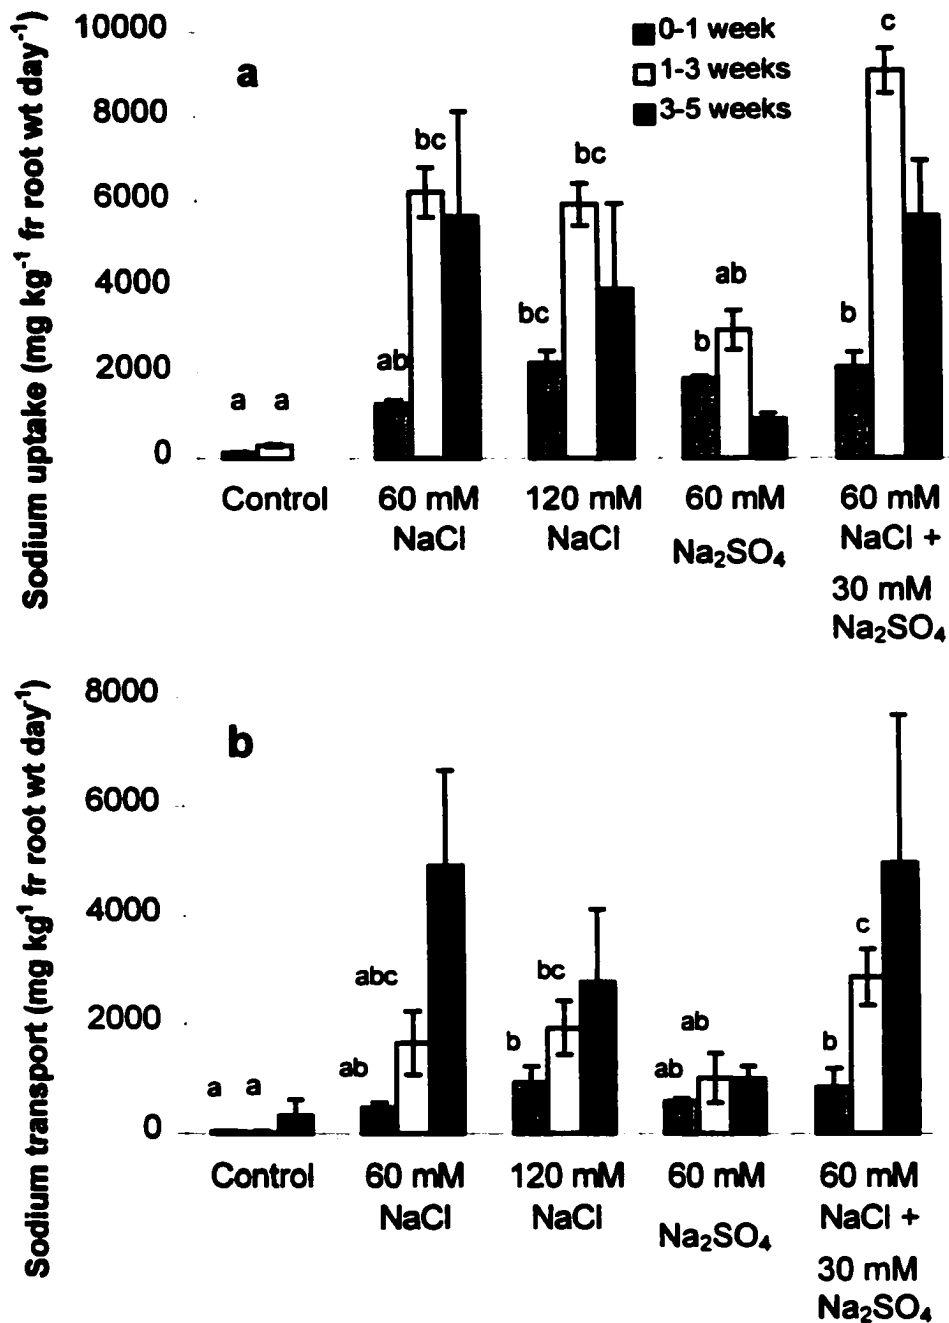 Sodium uptake (mg kg⁻¹ fr root wt day⁻¹)
10000
8000
6000
4000
2000
0
a
0-1 week
1-3 weeks
3-5 weeks
a a
ab bc
bc bc
b ab
b c
Control
60 mM
NaCl
120 mM
NaCl
60 mM
Na₂SO₄
60 mM
NaCl +
30 mM
Na₂SO₄
Sodium transport (mg kg¹ fr root wt day¹)
8000
6000
4000
2000
0
b
a a
ab abc
b bc
ab ab
b c
Control
60 mM
NaCl
120 mM
NaCl
60 mM
Na₂SO₄
60 mM
NaCl +
30 mM
Na₂SO₄